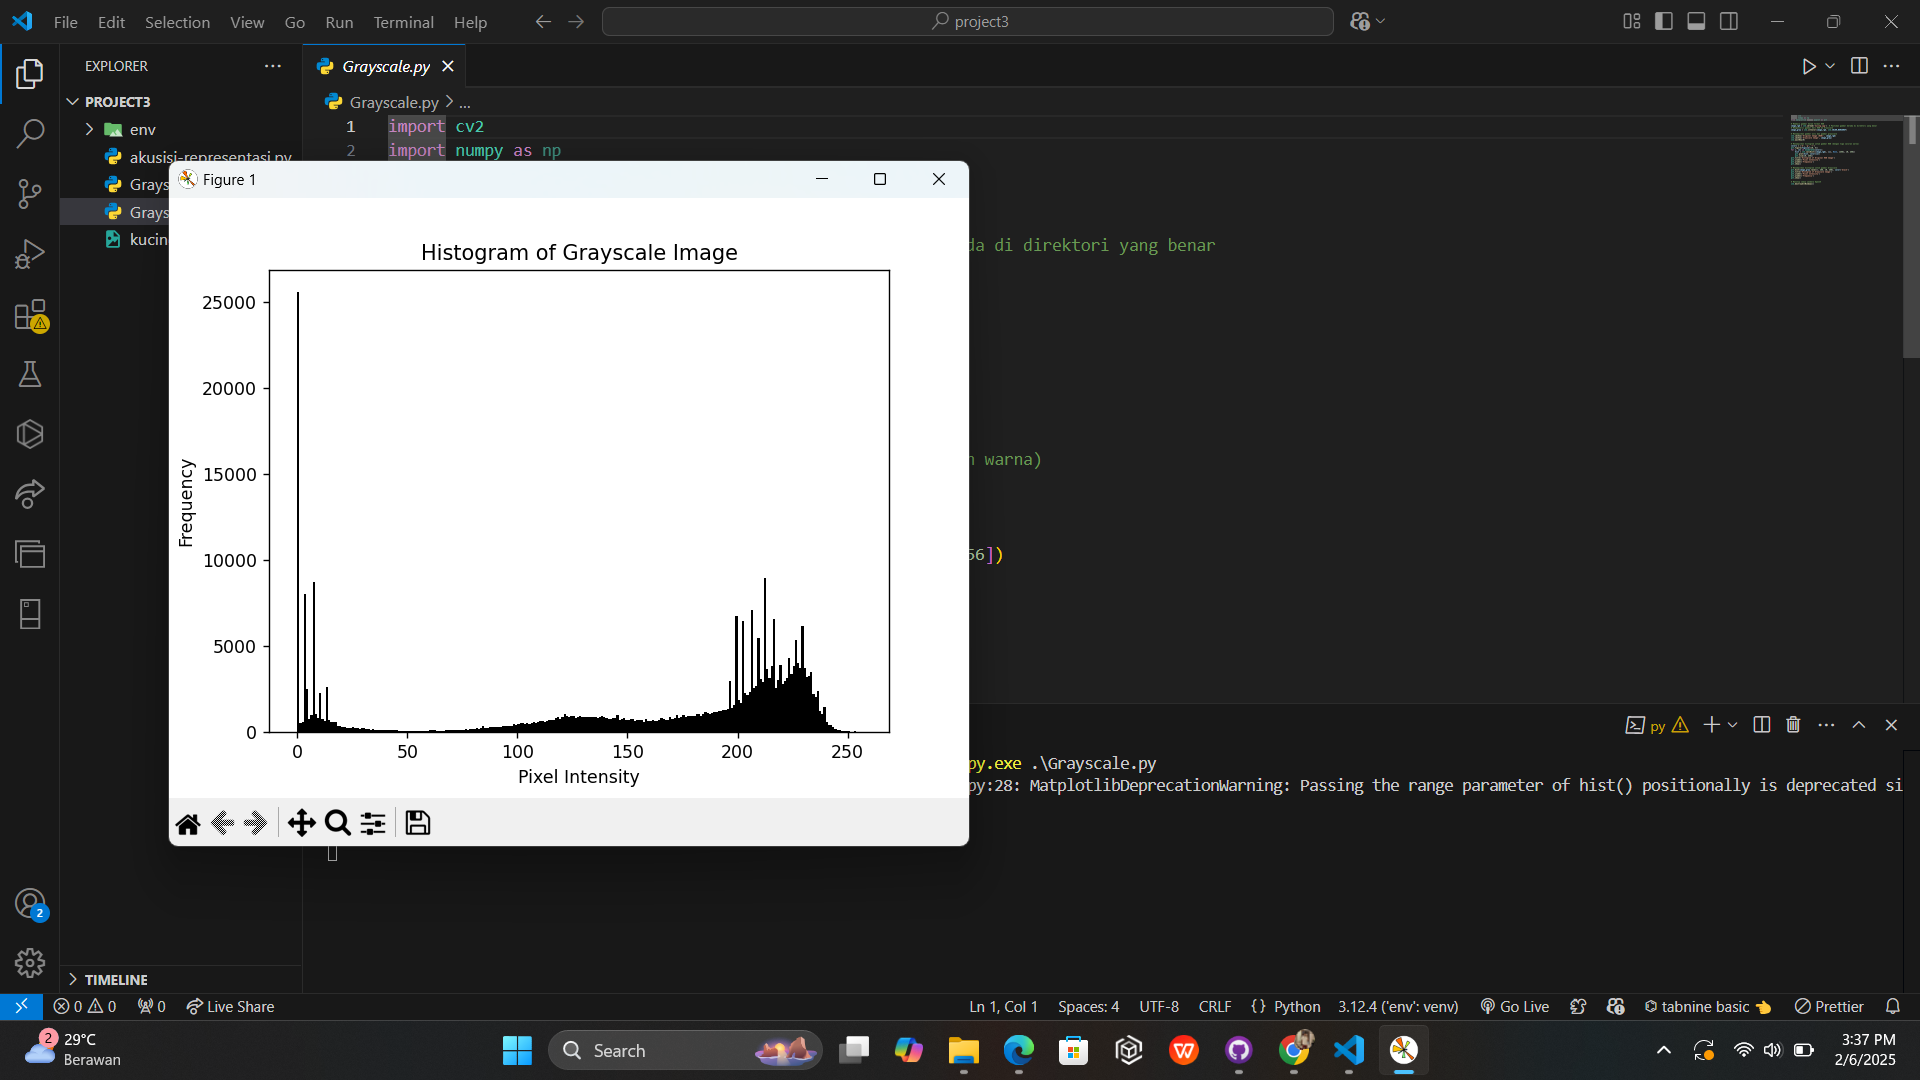 File Edit Selection View Go Run Terminal Help
project3
EXPLORER
Grayscale.py
PROJECT3
env
akusisi-representasi.py
Grays
Grays
kucin
Grayscale.py > ...
1 import cv2
2 import numpy as np
da di direktori yang benar
warna)
56])
Figure 1
Histogram of Grayscale Image
Frequency
25000
20000
15000
10000
5000
0
0 50 100 150 200 250
Pixel Intensity
py
py.exe .\Grayscale.py
py:28: MatplotlibDeprecationWarning: Passing the range parameter of hist() positionally is deprecated si
2
TIMELINE
0 0 0 Live Share
Ln 1, Col 1 Spaces: 4 UTF-8 CRLF {} Python 3.12.4 ('env': venv) Go Live tabnine basic Prettier
2
29°C
Berawan
Search
3:37 PM
2/6/2025